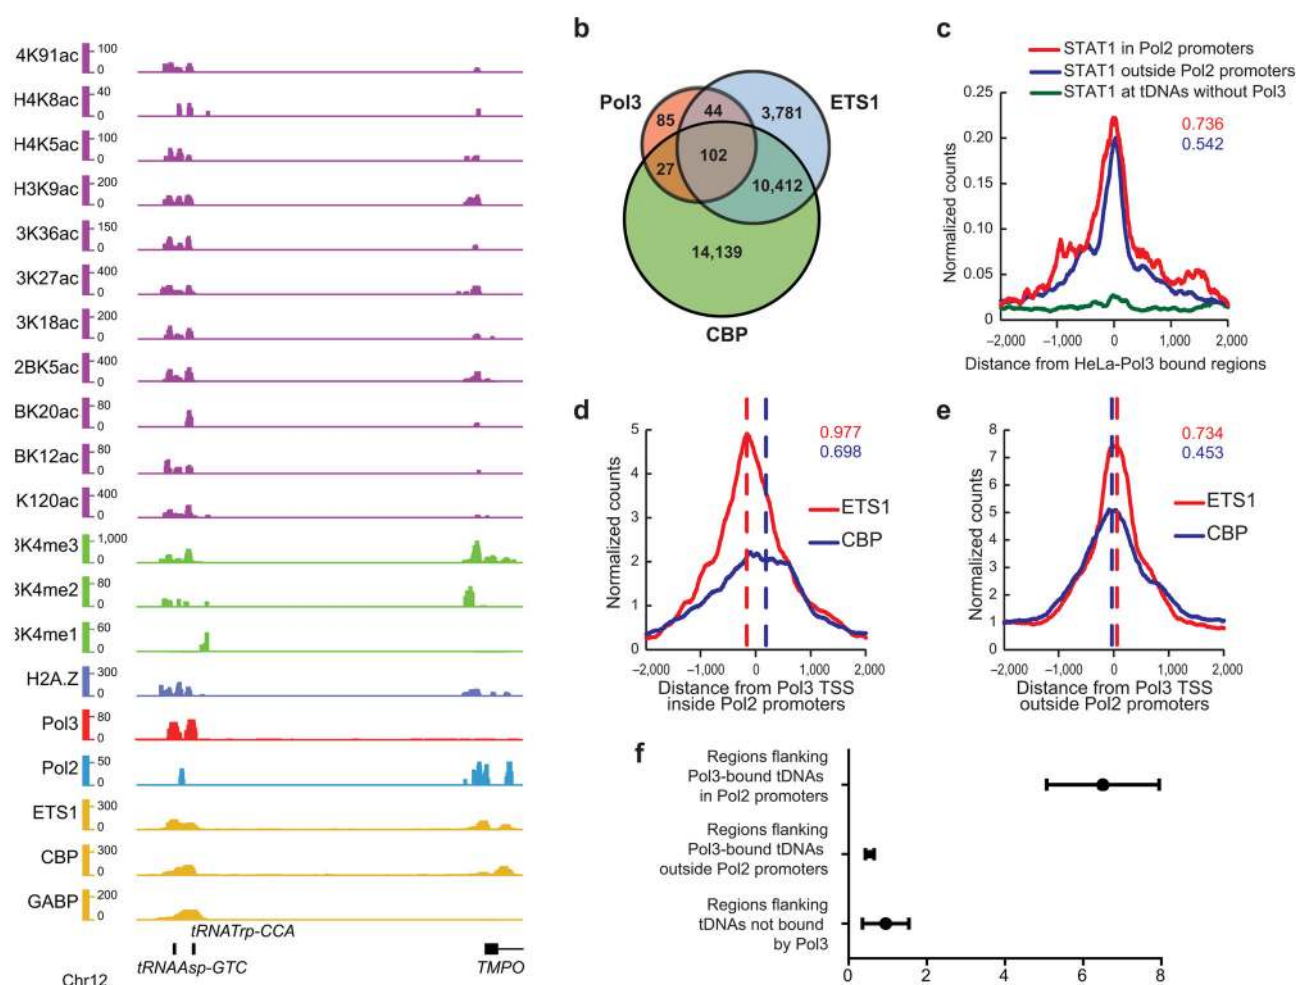 4K91ac 100
0
H4K8ac 40
0
H4K5ac 100
0
H3K9ac 200
0
3K36ac 150
0
3K27ac 400
0
3K18ac 200
0
2BK5ac 400
0
BK20ac 80
0
BK12ac 80
0
K120ac 400
0
3K4me3 1,000
0
3K4me2 80
0
3K4me1 60
0
H2A.Z 300
0
Pol3 80
0
Pol2 50
0
ETS1 300
0
CBP 300
0
GABP 200
0
tRNATrp-CCA
tRNAAsp-GTC TMPO
Chr12
b
Pol3 ETS1
85 44 3,781
27 102 10,412
14,139
CBP
c
STAT1 in Pol2 promoters
STAT1 outside Pol2 promoters
STAT1 at tDNAs without Pol3
Normalized counts
0.25
0.20
0.15
0.10
0.05
0
0.736
0.542
–2,000 –1,000 0 1,000 2,000
Distance from HeLa-Pol3 bound regions
d
Normalized counts
5
4
3
2
1
0
0.977
0.698
ETS1
CBP
–2,000 –1,000 0 1,000 2,000
Distance from Pol3 TSS
inside Pol2 promoters
e
Normalized counts
8
7
6
5
4
3
2
1
0
0.734
0.453
ETS1
CBP
–2,000 –1,000 0 1,000 2,000
Distance from Pol3 TSS
outside Pol2 promoters
f
Regions flanking
Pol3-bound tDNAs
in Pol2 promoters
Regions flanking
Pol3-bound tDNAs
outside Pol2 promoters
Regions flanking
tDNAs not bound
by Pol3
0 2 4 6 8